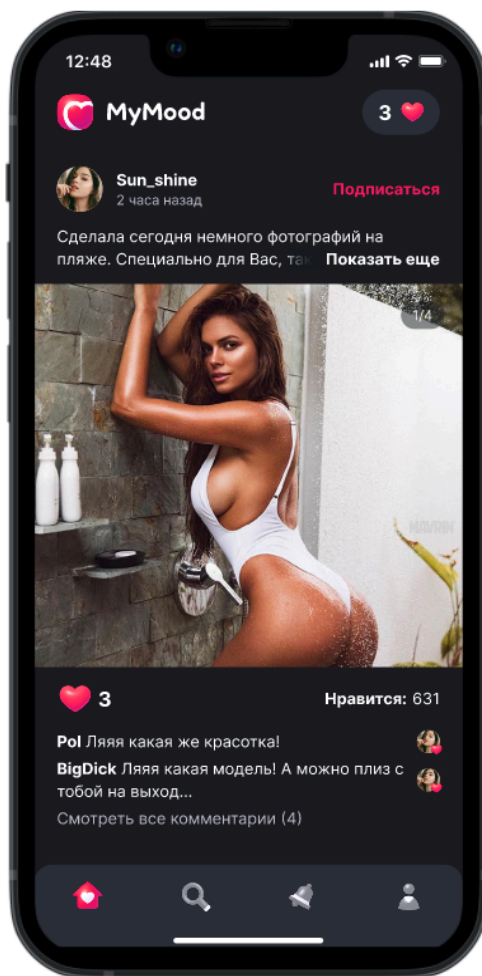 12:48
MyMood
3
Sun_shine
2 часа назад
Подписаться
Сделала сегодня немного фотографий на
пляже. Специально для Вас, так Показать еще
1/4
MAVRIN
3
Нравится: 631
Pol Ляяя какая же красотка!
BigDick Ляяя какая модель! А можно плиз с
тобой на выход...
Смотреть все комментарии (4)